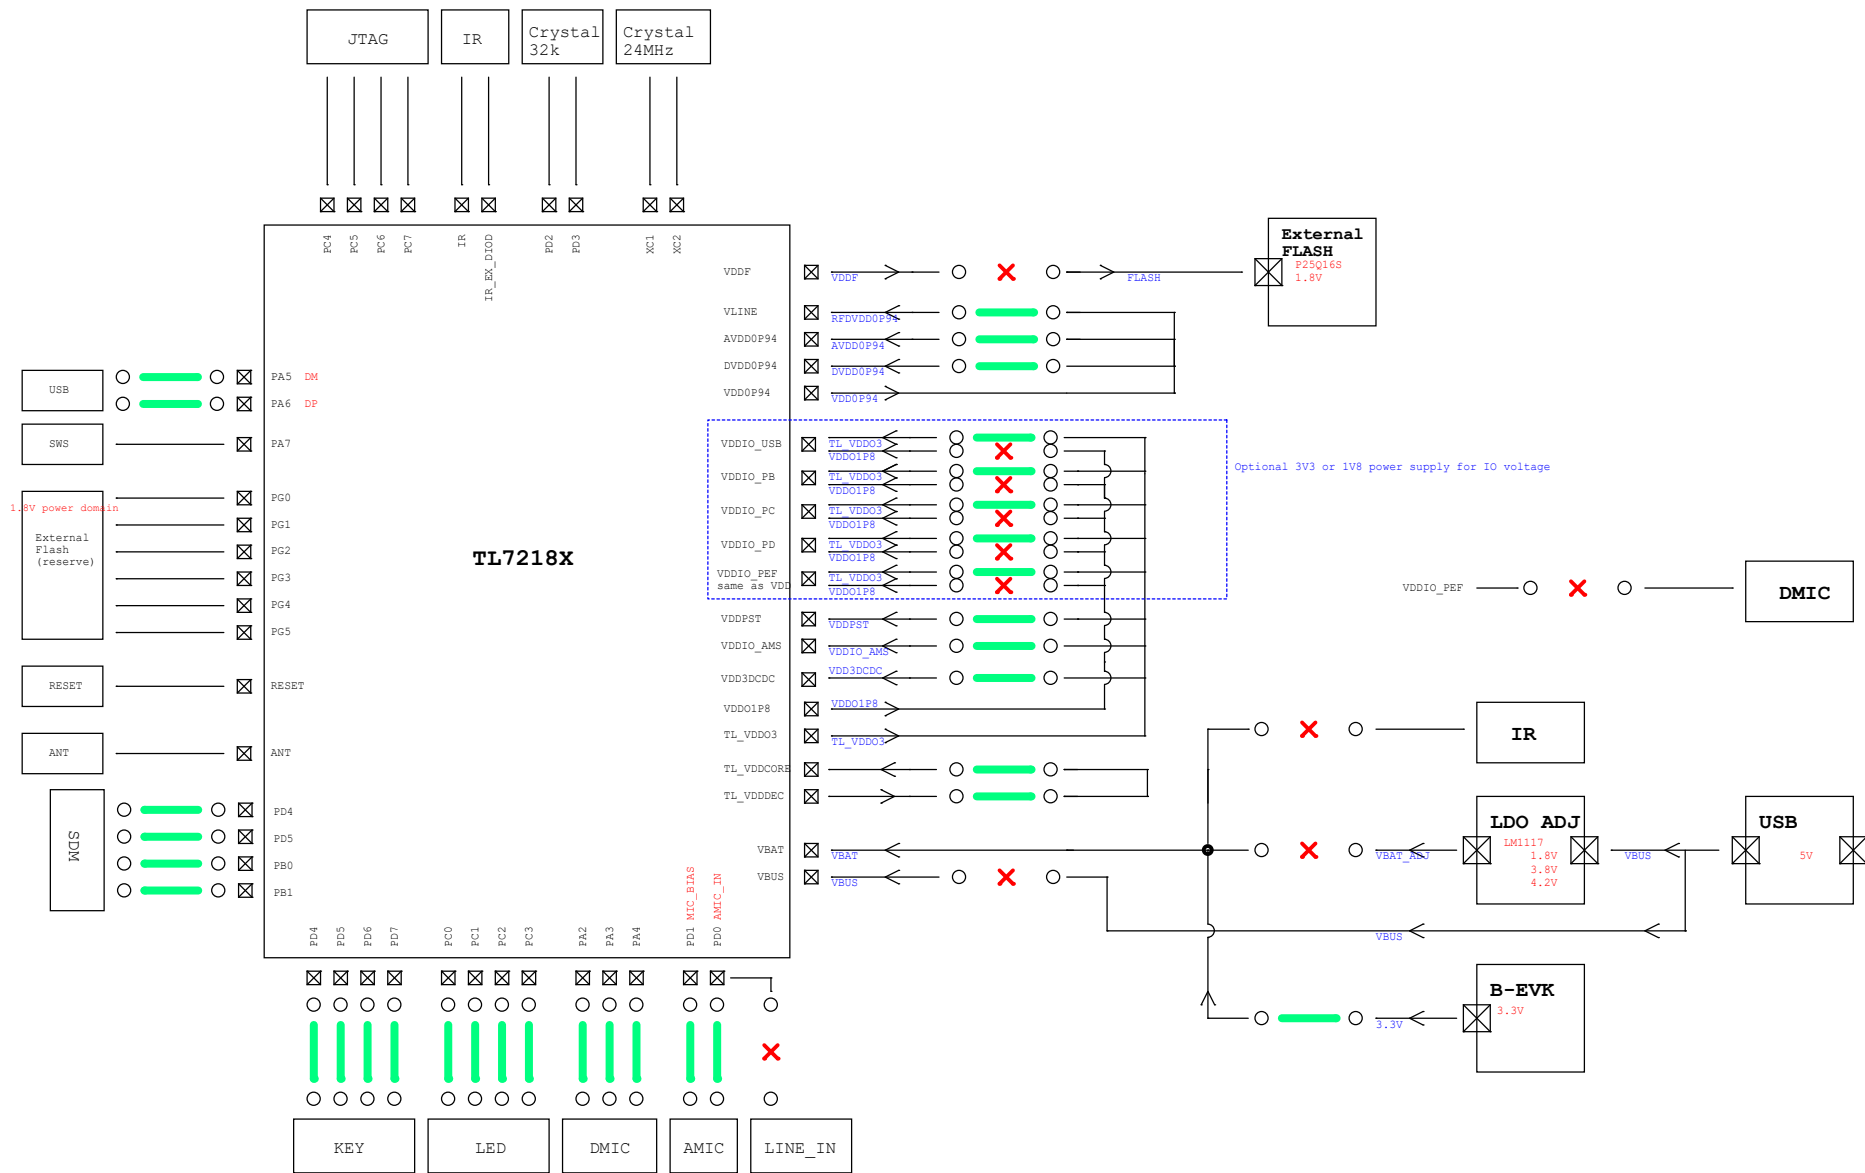 JTAG
IR
Crystal
32k
Crystal
24MHz
PC4
PC5
PC6
PC7
IR
IR_EX_DIOD
PD2
PD3
XC1
XC2
External
FLASH
P25Q16S
1.8V
VDDF
VDDF
FLASH
VLINE
RFDVDD0P94
AVDD0P94
AVDD0P94
DVDD0P94
DVDD0P94
VDD0P94
VDD0P94
USB
PA5 DM
PA6 DP
SWS
PA7
VDDIO_USB
TL_VDDO3
VDDO1P8
Optional 3V3 or 1V8 power supply for IO voltage
VDDIO_PB
TL_VDDO3
VDDO1P8
VDDIO_PC
TL_VDDO3
VDDO1P8
VDDIO_PD
TL_VDDO3
VDDO1P8
VDDIO_PEF
same as VDD
TL_VDDO3
VDDO1P8
1.8V power domain
External
Flash
(reserve)
PG0
PG1
PG2
PG3
PG4
PG5
TL7218X
VDDIO_PEF
DMIC
VDDPST
VDDPST
VDDIO_AMS
VDDIO_AMS
VDD3DCDC
VDD3DCDC
VDDO1P8
VDDO1P8
TL_VDDO3
TL_VDDO3
RESET
RESET
ANT
ANT
IR
TL_VDDCORE
TL_VDDDEC
SDM
PD4
PD5
PB0
PB1
VBAT
VBAT
VBAT_ADJ
LDO ADJ
LM1117
1.8V
3.8V
4.2V
VBUS
USB
5V
VBUS
VBUS
VBUS
B-EVK
3.3V
3.3V
PD4
PD5
PD6
PD7
PC0
PC1
PC2
PC3
PA2
PA3
PA4
PD1 MIC_BIAS
PD0 AMIC_IN
KEY
LED
DMIC
AMIC
LINE_IN